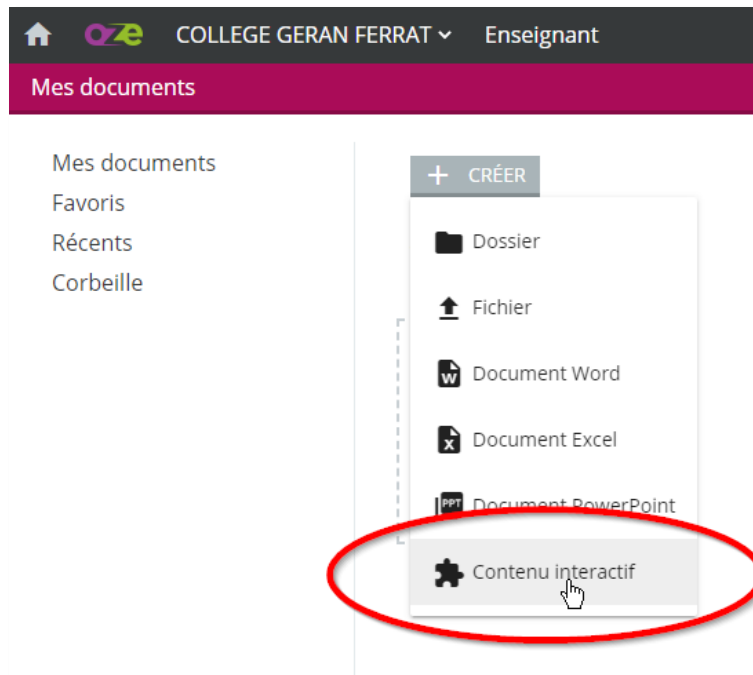 OZE COLLEGE GERAN FERRAT Enseignant
Mes documents
Mes documents
Favoris
Récents
Corbeille
+ CRÉER
Dossier
Fichier
W Document Word
X Document Excel
PPT Document PowerPoint
Contenu interactif